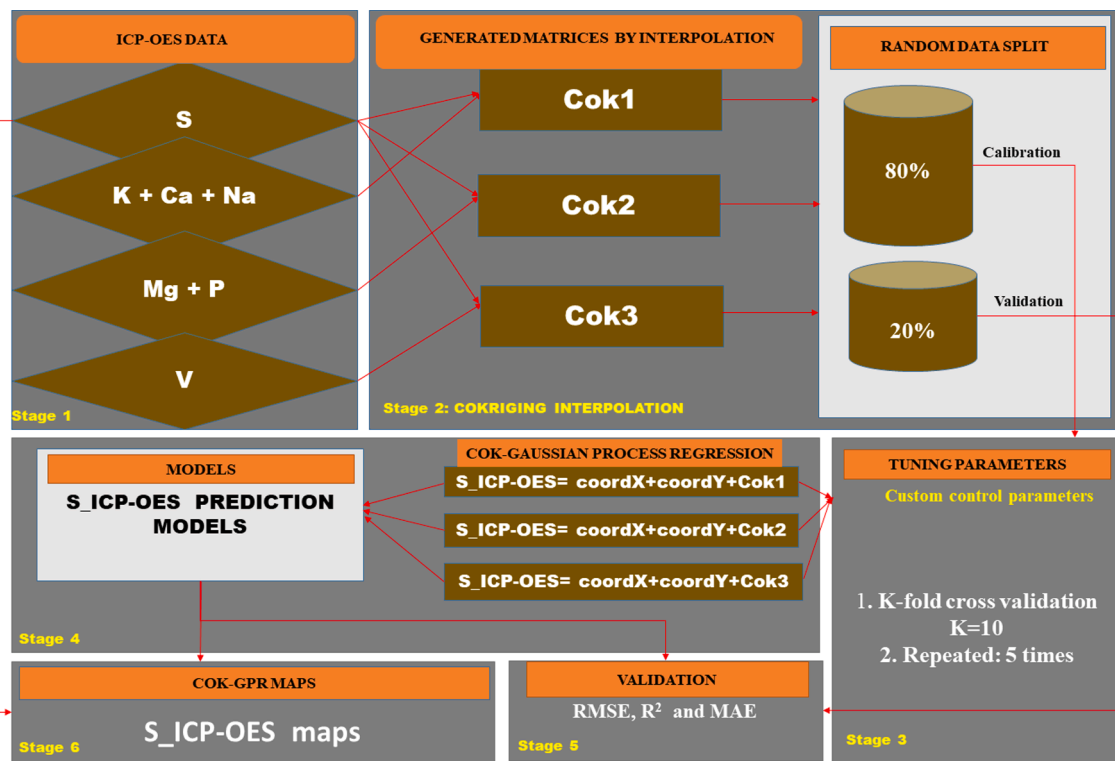 ICP-OES DATA
S
K + Ca + Na
Mg + P
V
Stage 1
GENERATED MATRICES BY INTERPOLATION
Cok1
Cok2
Cok3
Stage 2: COKRIGING INTERPOLATION
RANDOM DATA SPLIT
80%
Calibration
20%
Validation
TUNING PARAMETERS
Custom control parameters
1. K-fold cross validation
K=10
2. Repeated: 5 times
Stage 3
COK-GAUSSIAN PROCESS REGRESSION
S_ICP-OES= coordX+coordY+Cok1
S_ICP-OES= coordX+coordY+Cok2
S_ICP-OES= coordX+coordY+Cok3
MODELS
S_ICP-OES PREDICTION
MODELS
Stage 4
VALIDATION
RMSE, R² and MAE
Stage 5
COK-GPR MAPS
S_ICP-OES maps
Stage 6